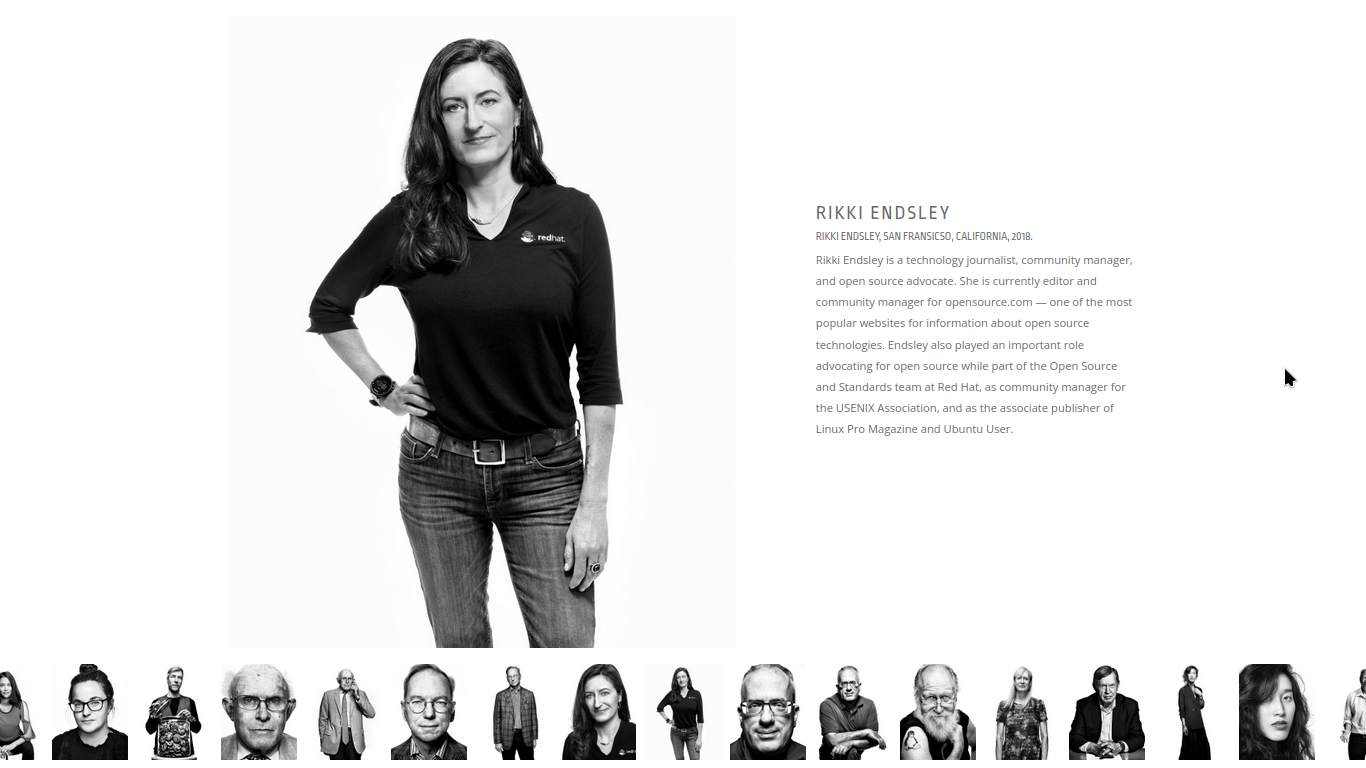 redhat.
RIKKI ENDSLEY
RIKKI ENDSLEY, SAN FRANSICSO, CALIFORNIA, 2018.
Rikki Endsley is a technology journalist, community manager,
and open source advocate. She is currently editor and
community manager for opensource.com — one of the most
popular websites for information about open source
technologies. Endsley also played an important role
advocating for open source while part of the Open Source
and Standards team at Red Hat, as community manager for
the USENIX Association, and as the associate publisher of
Linux Pro Magazine and Ubuntu User.